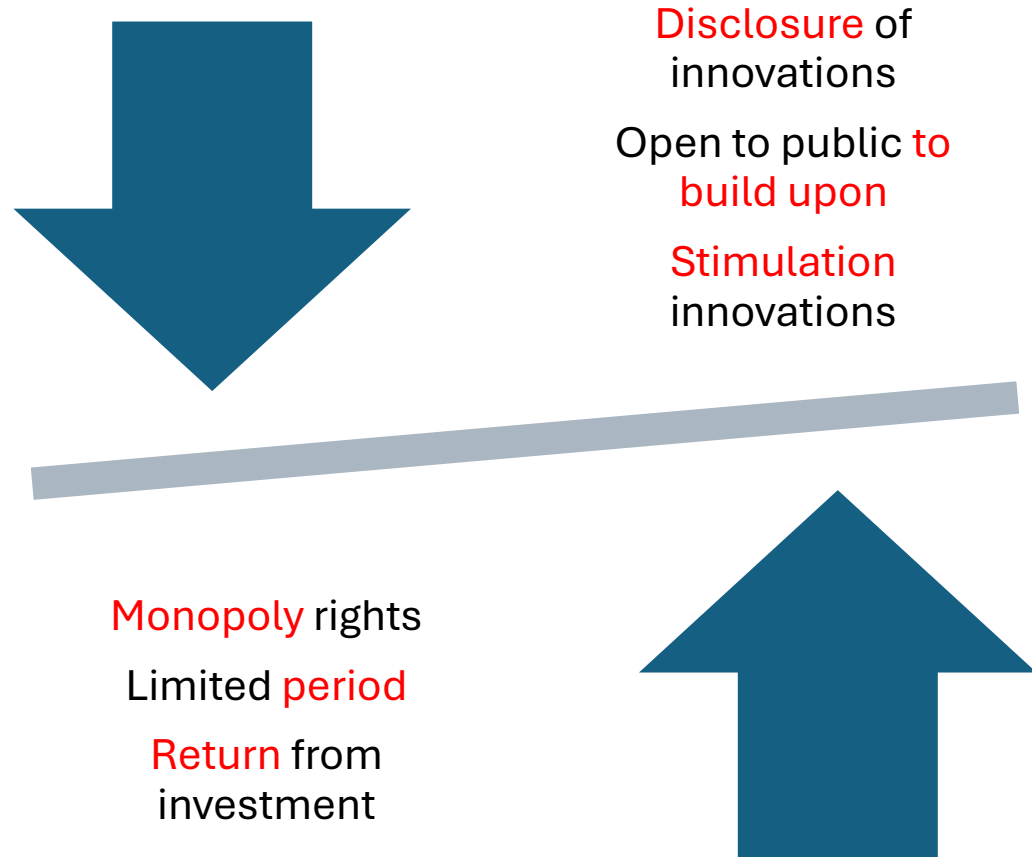 Disclosure of
innovations
Open to public to
build upon
Stimulation
innovations
Monopoly rights
Limited period
Return from
investment